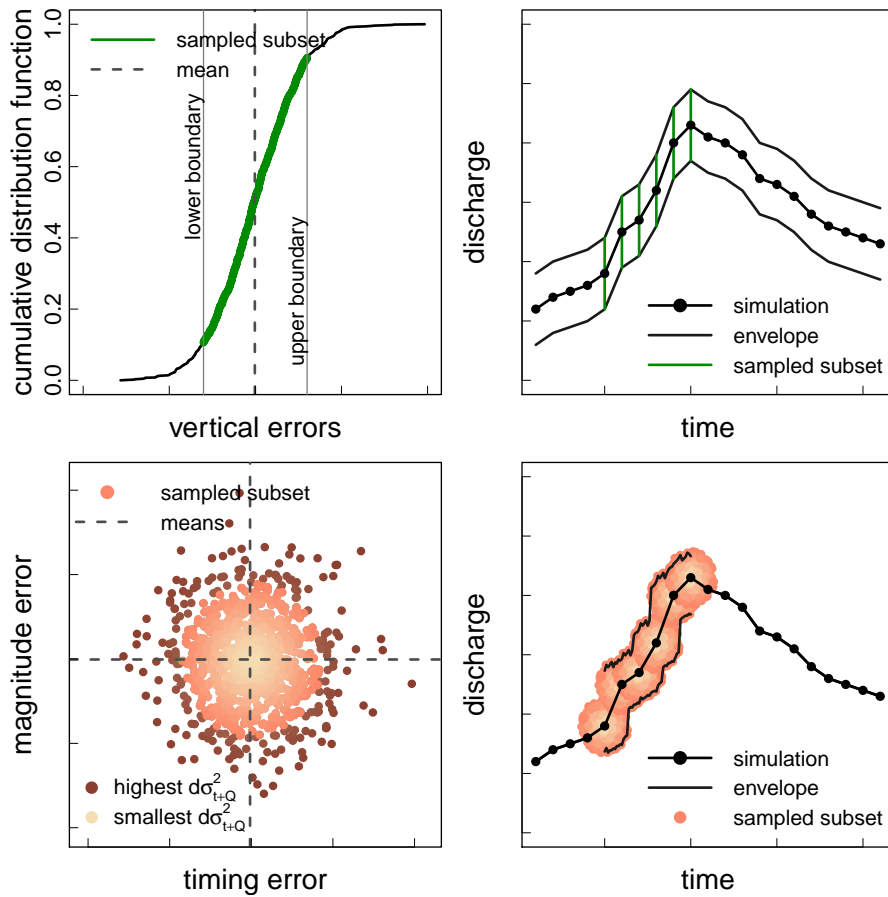 cumulative distribution function
1.0
0.8
0.6
0.4
0.2
0.0
sampled subset
mean
lower boundary
upper boundary
vertical errors
discharge
simulation
envelope
sampled subset
time
magnitude error
sampled subset
means
highest dσ²t+Q
smallest dσ²t+Q
timing error
discharge
simulation
envelope
sampled subset
time